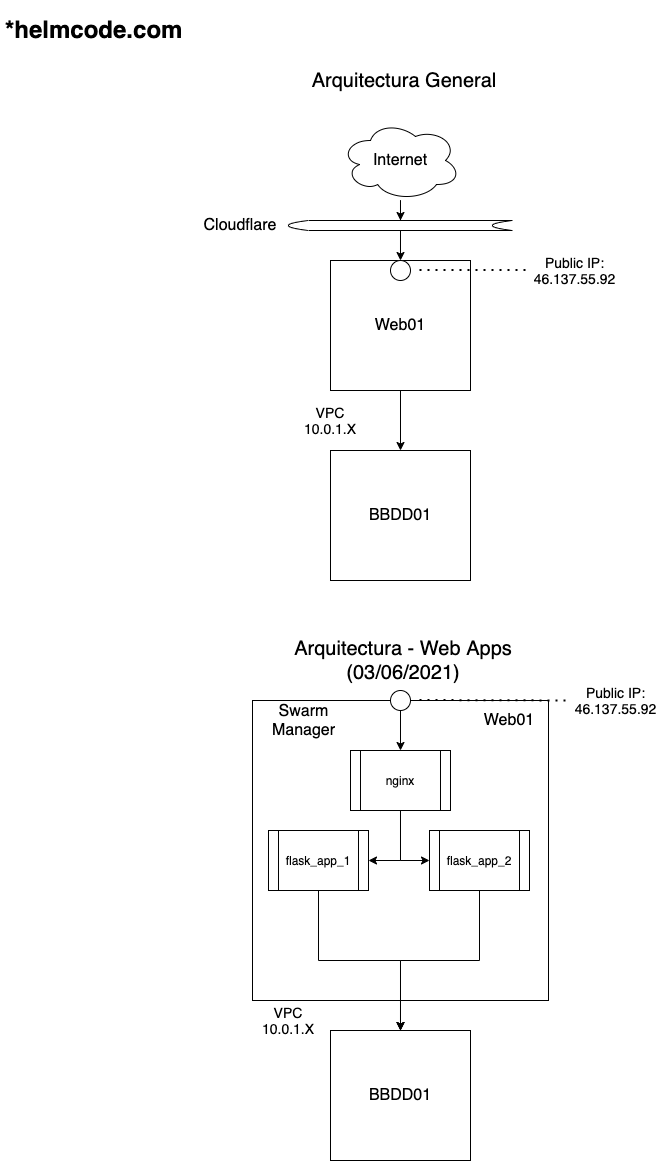 *helmcode.com
Arquitectura General
Internet
Cloudflare
Public IP:
46.137.55.92
Web01
VPC
10.0.1.X
BBDD01
Arquitectura - Web Apps
(03/06/2021)
Public IP:
46.137.55.92
Swarm
Manager
Web01
nginx
flask_app_1
flask_app_2
VPC
10.0.1.X
BBDD01